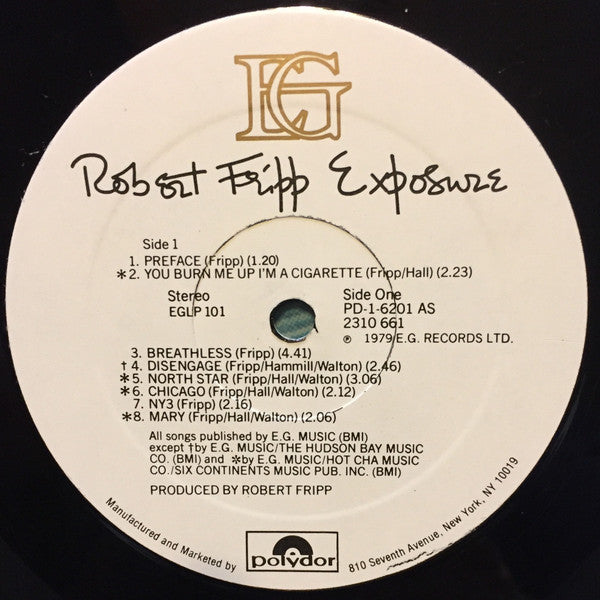 EG
Robert Fripp Exposure
Side 1
1. PREFACE (Fripp) (1.20)
*2. YOU BURN ME UP I'M A CIGARETTE (Fripp/Hall) (2.23)
Stereo
EGLP 101
Side One
PD-1-6201 AS
2310 661
℗ 1979 E.G. RECORDS LTD.
3. BREATHLESS (Fripp) (4.41)
†4. DISENGAGE (Fripp/Hammill/Walton) (2.46)
*5. NORTH STAR (Fripp/Hall/Walton) (3.06)
*6. CHICAGO (Fripp/Hall/Walton) (2.12)
7. NY3 (Fripp) (2.16)
*8. MARY (Fripp/Hall/Walton) (2.06)
All songs published by E.G. MUSIC (BMI)
except †by E.G. MUSIC/THE HUDSON BAY MUSIC
CO. (BMI) and *by E.G. MUSIC/HOT CHA MUSIC
CO./SIX CONTINENTS MUSIC PUB. INC. (BMI)
PRODUCED BY ROBERT FRIPP
Manufactured and Marketed by
polydor
810 Seventh Avenue, New York, NY 10019